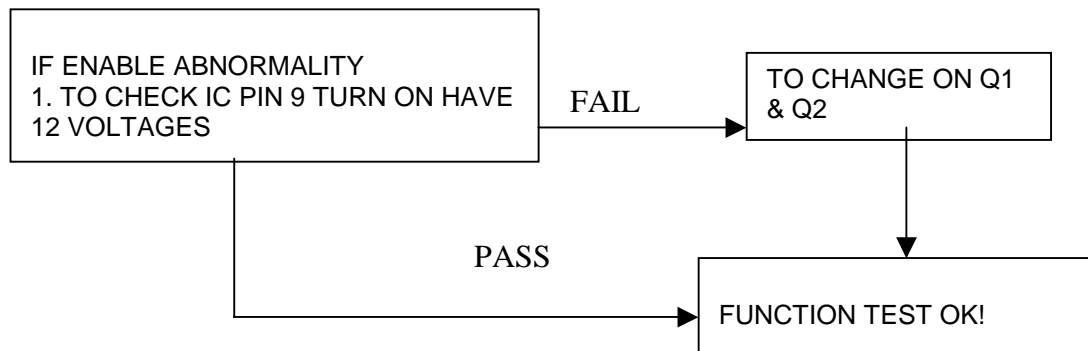 IF ENABLE ABNORMALITY
1. TO CHECK IC PIN 9 TURN ON HAVE
12 VOLTAGES
FAIL
TO CHANGE ON Q1
& Q2
PASS
FUNCTION TEST OK!